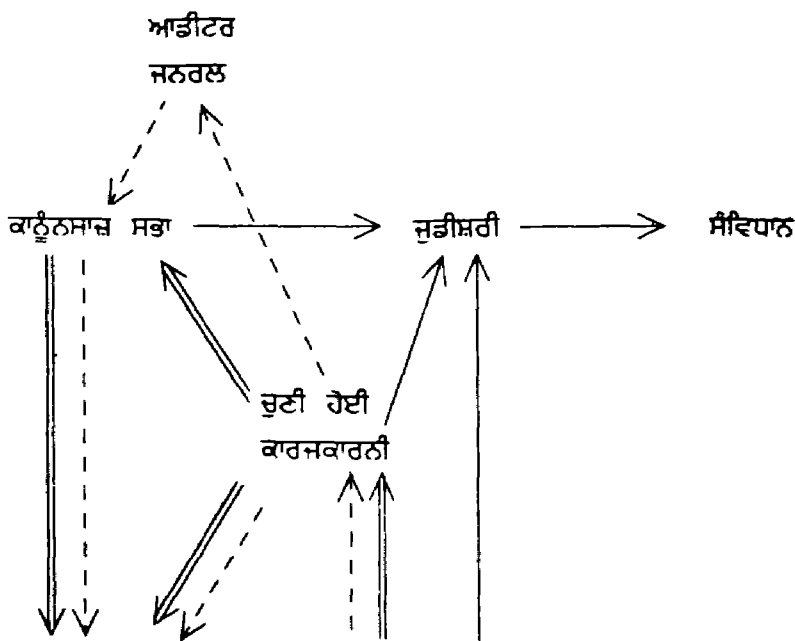 ਆਡੀਟਰ
ਜਨਰਲ
ਕਾਨੂੰਨਸਾਜ਼ ਸਭਾ
ਜੁਡੀਸ਼ਰੀ
ਸੰਵਿਧਾਨ
ਚੁਣੀ ਹੋਈ
ਕਾਰਜਕਾਰਨੀ